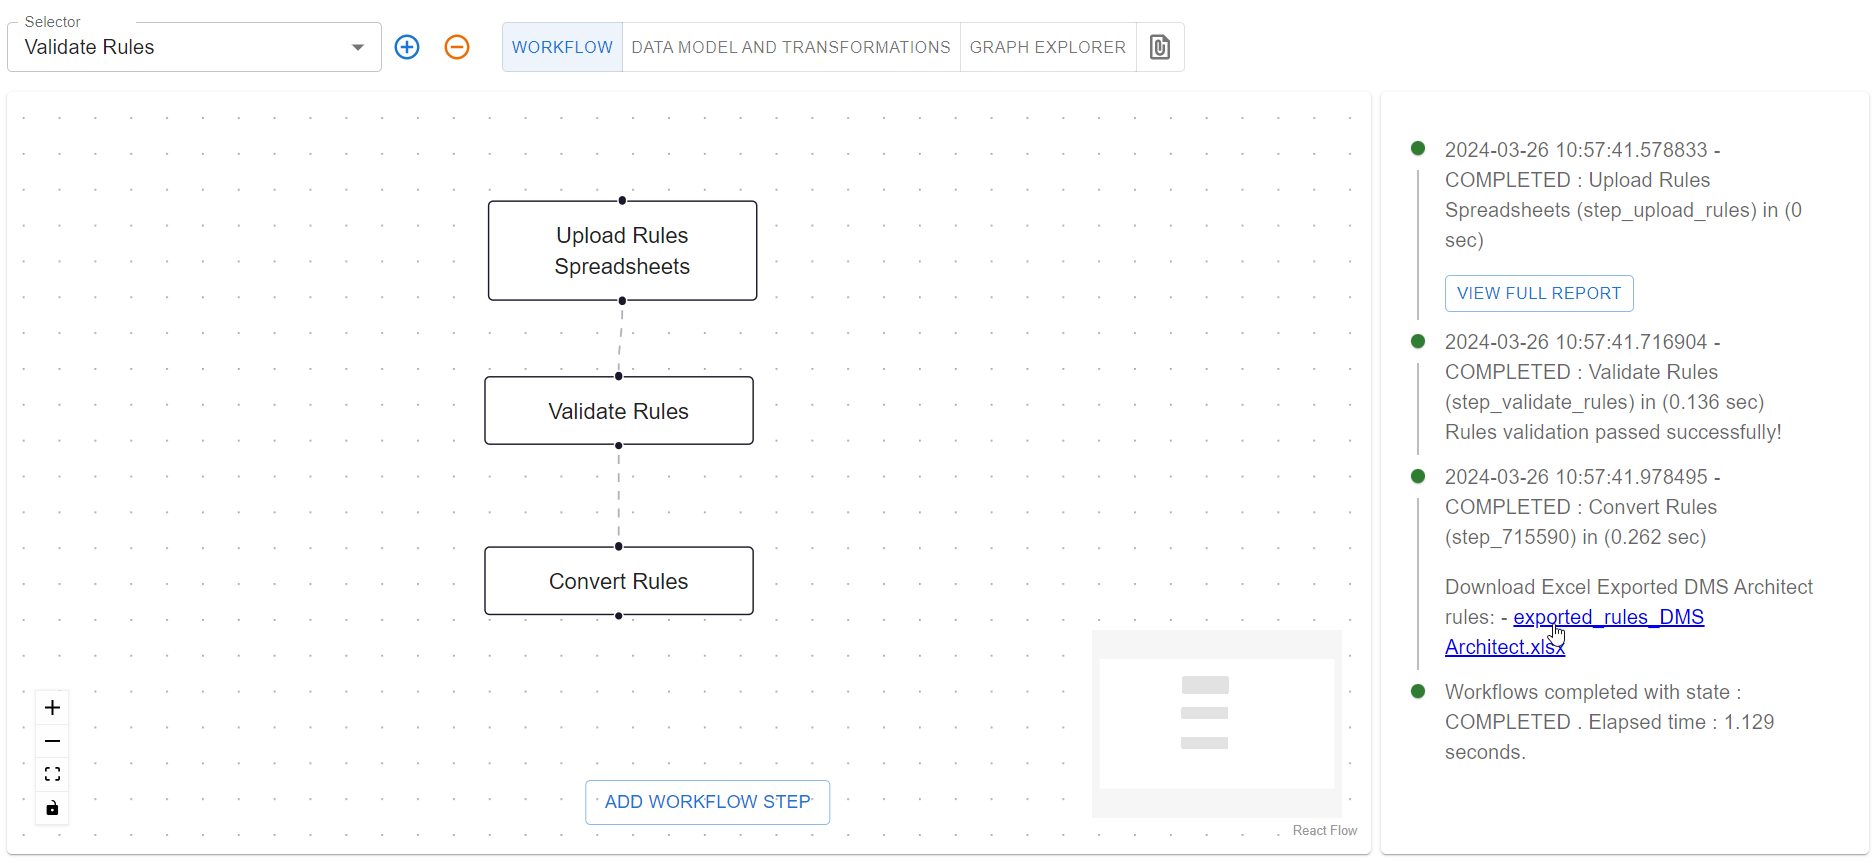 Selector
Validate Rules
WORKFLOW
DATA MODEL AND TRANSFORMATIONS
GRAPH EXPLORER
Upload Rules
Spreadsheets
Validate Rules
Convert Rules
ADD WORKFLOW STEP
React Flow
2024-03-26 10:57:41.578833 -
COMPLETED : Upload Rules
Spreadsheets (step_upload_rules) in (0
sec)
VIEW FULL REPORT
2024-03-26 10:57:41.716904 -
COMPLETED : Validate Rules
(step_validate_rules) in (0.136 sec)
Rules validation passed successfully!
2024-03-26 10:57:41.978495 -
COMPLETED : Convert Rules
(step_715590) in (0.262 sec)
Download Excel Exported DMS Architect
rules: - exported_rules_DMS
Architect.xlsx
Workflows completed with state :
COMPLETED . Elapsed time : 1.129
seconds.